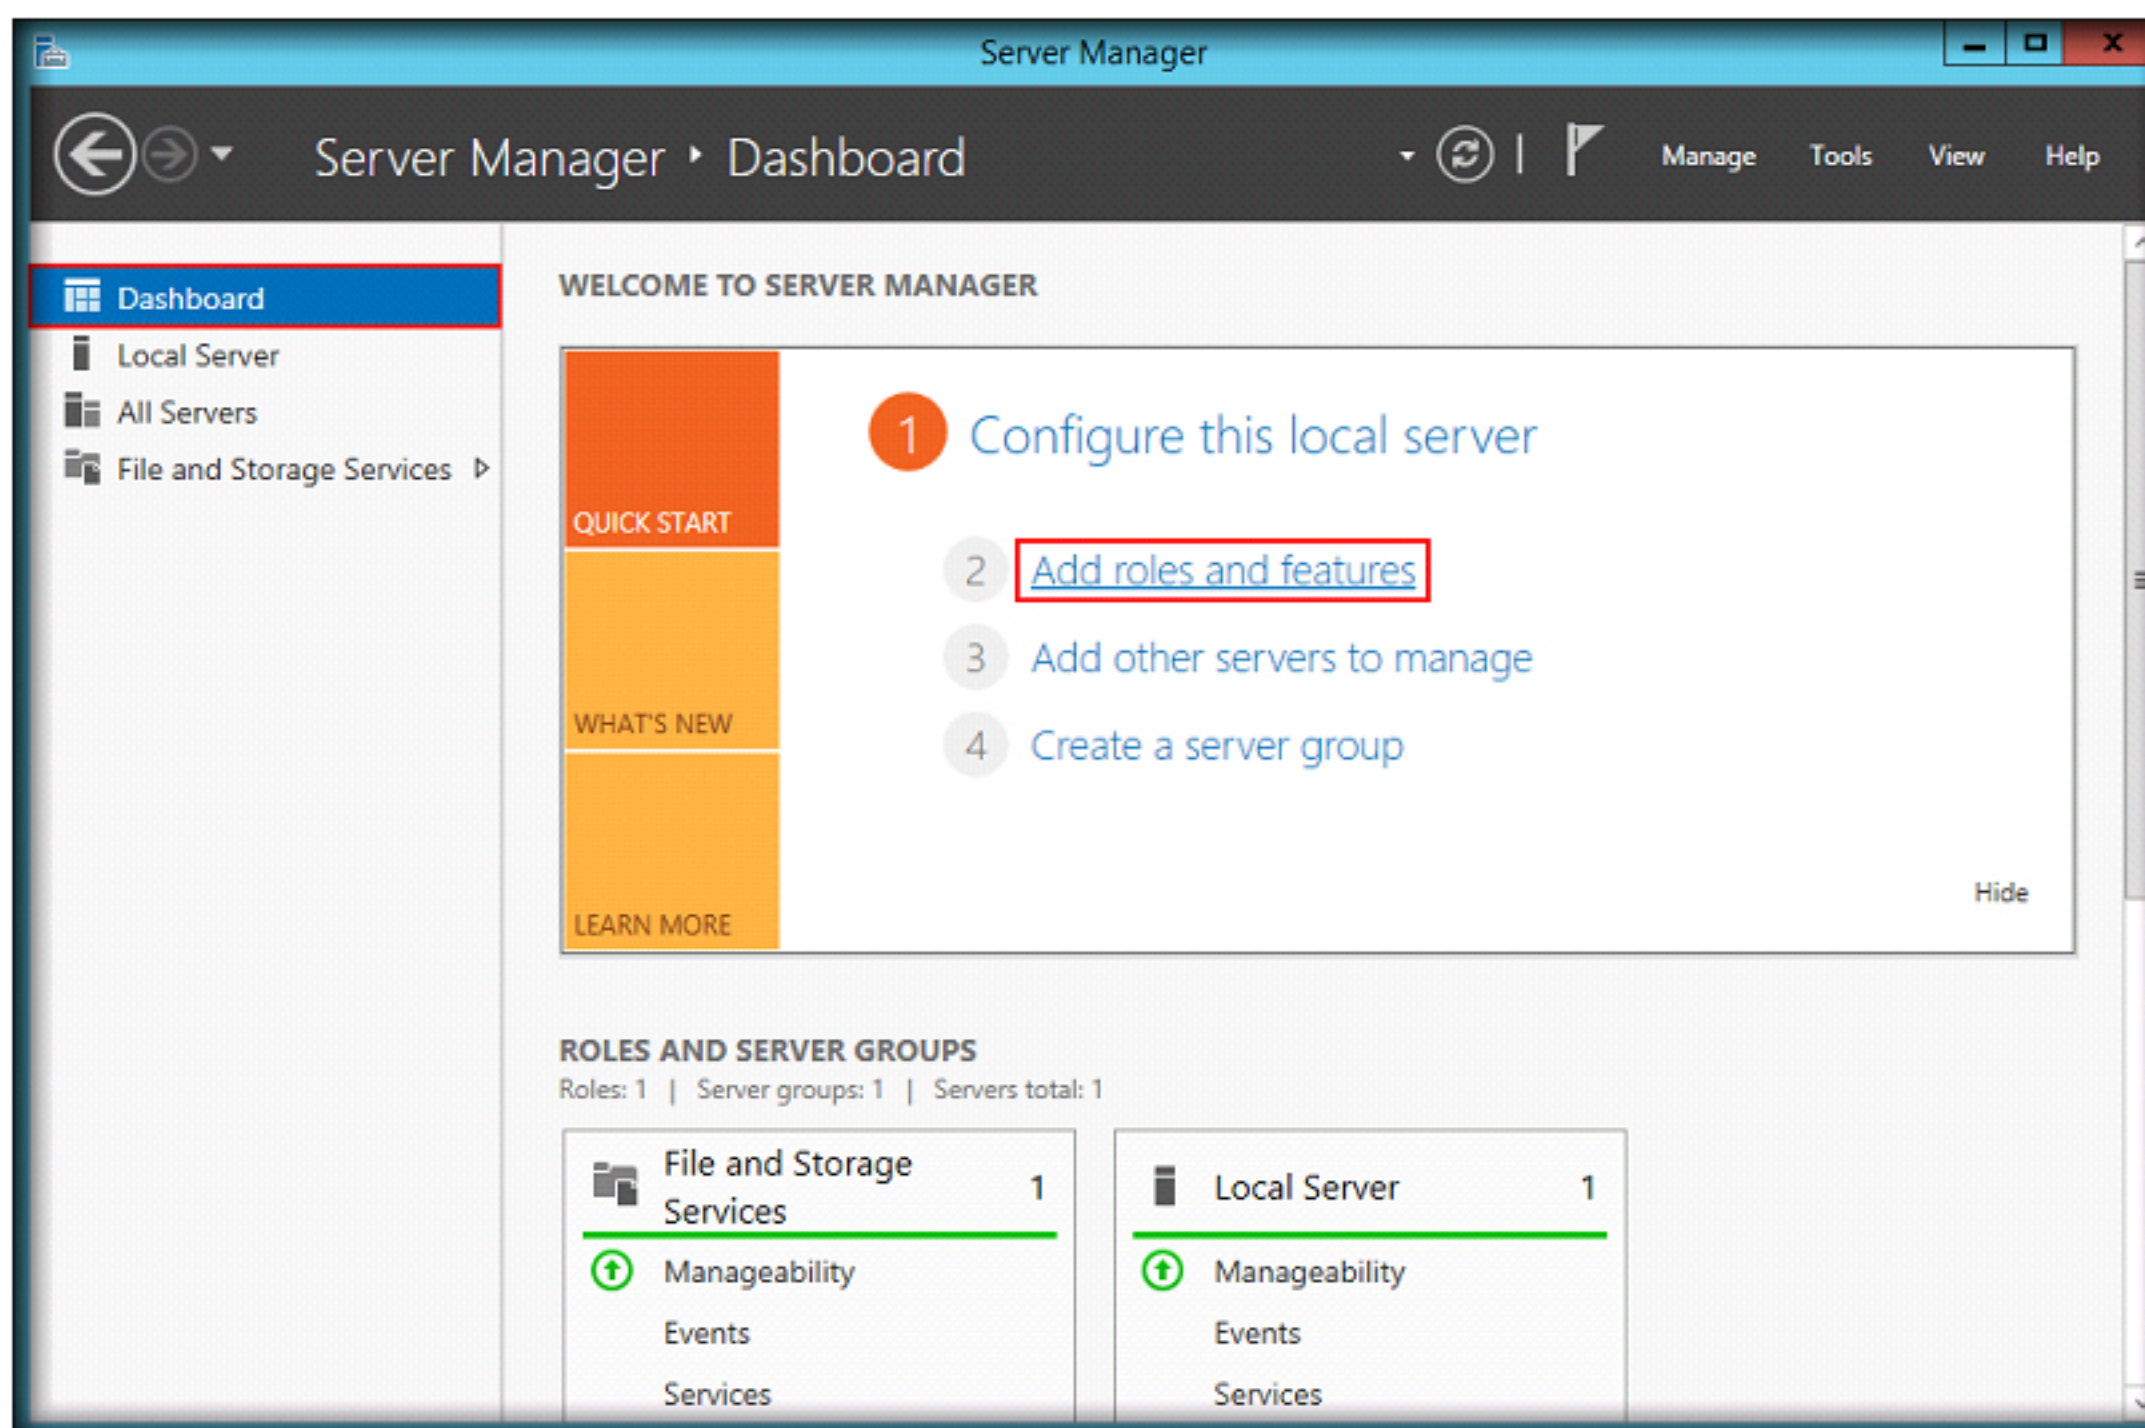 Server Manager
Server Manager ‣ Dashboard
Manage Tools View Help
Dashboard
Local Server
All Servers
File and Storage Services
WELCOME TO SERVER MANAGER
QUICK START
WHAT'S NEW
LEARN MORE
1 Configure this local server
2 Add roles and features
3 Add other servers to manage
4 Create a server group
Hide
ROLES AND SERVER GROUPS
Roles: 1 | Server groups: 1 | Servers total: 1
File and Storage
Services 1
Manageability
Events
Services
Local Server 1
Manageability
Events
Services